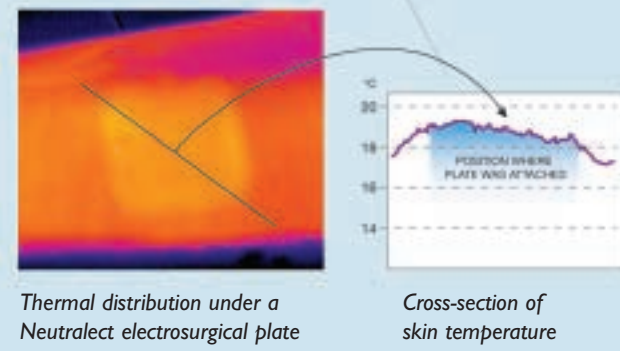 °C
20
18
16
14
POSITION WHERE
PLATE WAS ATTACHED
Thermal distribution under a
Neutralect electrosurgical plate
Cross-section of
skin temperature